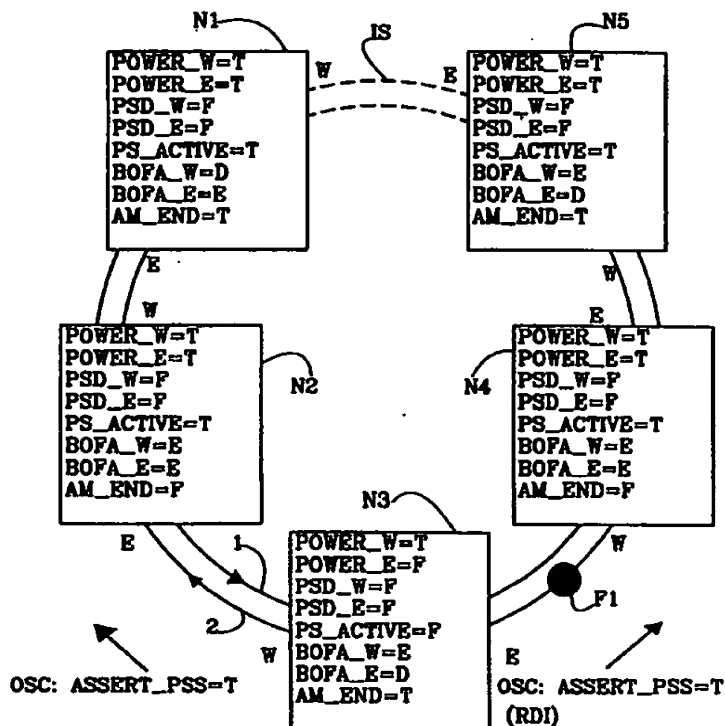 N1
IS
N5
POWER_W=T
POWER_E=T
PSD_W=F
PSD_E=F
PS_ACTIVE=T
BOFA_W=D
BOFA_E=E
AM_END=T
W
E
POWER_W=T
POWER_E=T
PSD_W=F
PSD_E=F
PS_ACTIVE=T
BOFA_W=E
BOFA_E=D
AM_END=T
E
W
W
E
POWER_W=T
POWER_E=T
PSD_W=F
PSD_E=F
PS_ACTIVE=T
BOFA_W=E
BOFA_E=E
AM_END=F
N2
N4
POWER_W=T
POWER_E=T
PSD_W=F
PSD_E=F
PS_ACTIVE=T
BOFA_W=E
BOFA_E=E
AM_END=F
N3
E
1
2
W
POWER_W=T
POWER_E=F
PSD_W=F
PSD_E=F
PS_ACTIVE=F
BOFA_W=E
BOFA_E=D
AM_END=T
W
F1
E
OSC: ASSERT_PSS=T
OSC: ASSERT_PSS=T
(RDI)